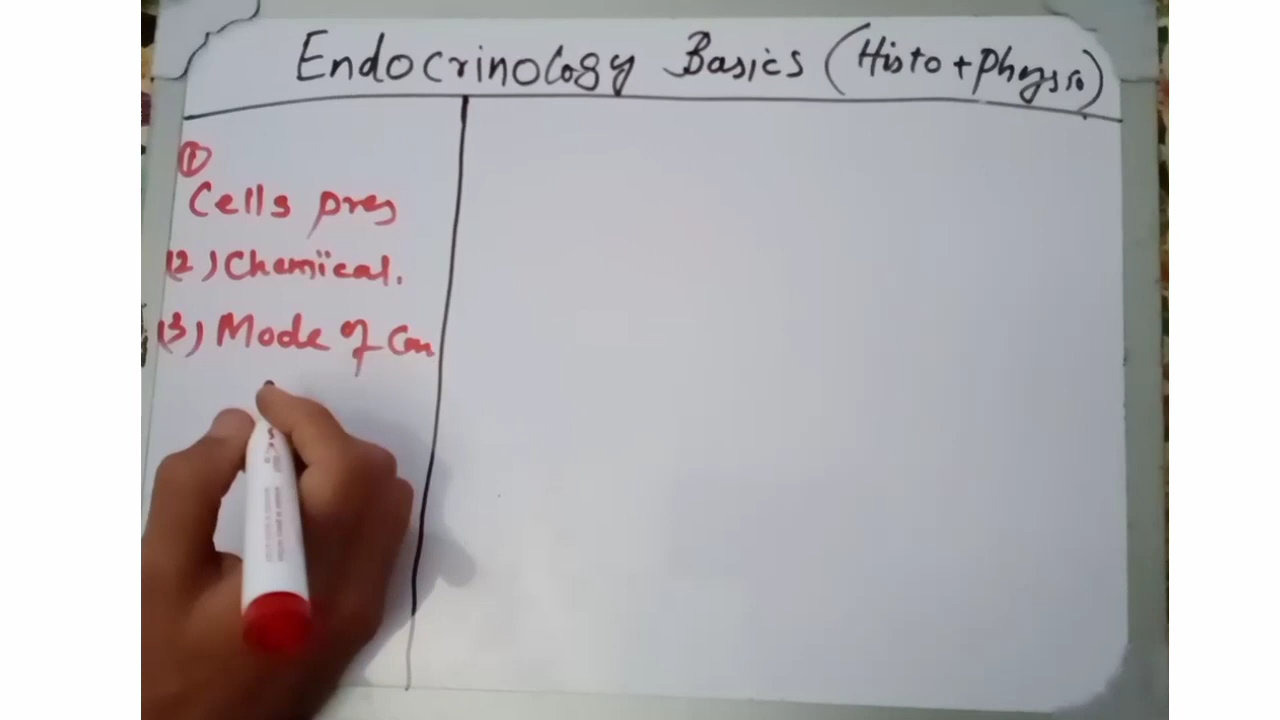 Endocrinology Basics (Histo + Physio)
①
Cells pres
(2) Chemical.
(3) Mode of Com